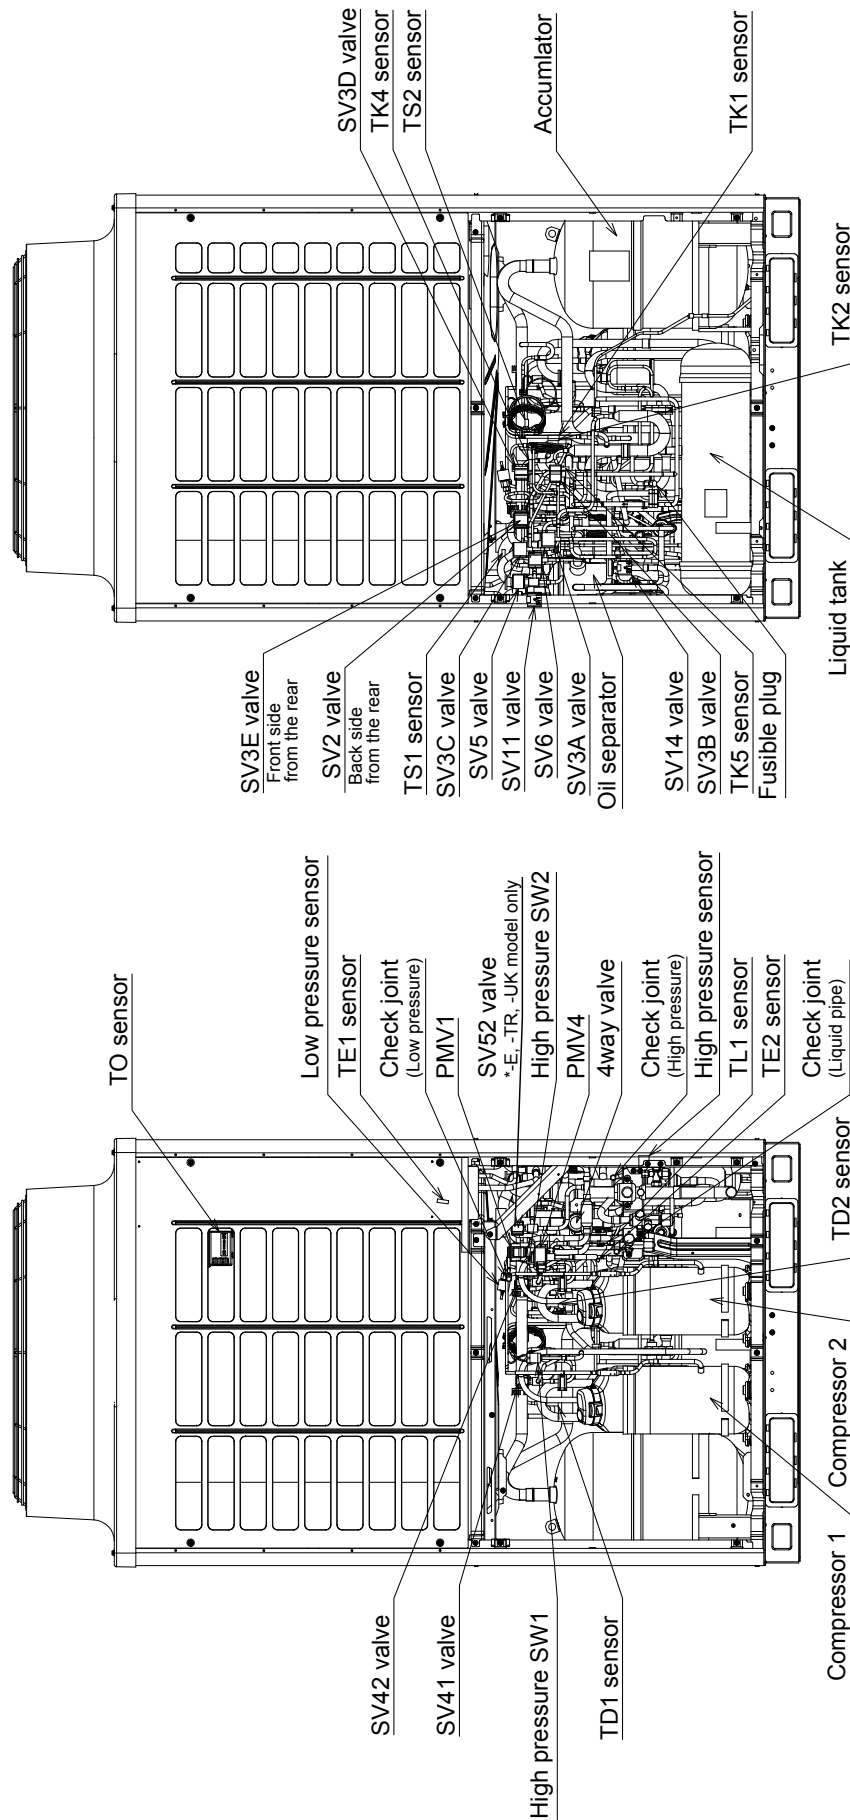 SV3D valve
TK4 sensor
TS2 sensor
Accumlator
TK1 sensor
TK2 sensor
SV3E valve
Front side
from the rear
SV2 valve
Back side
from the rear
TS1 sensor
SV3C valve
SV5 valve
SV11 valve
SV6 valve
SV3A valve
Oil separator
SV14 valve
SV3B valve
TK5 sensor
Fusible plug
Liquid tank
TO sensor
Low pressure sensor
TE1 sensor
Check joint
(Low pressure)
PMV1
SV52 valve
*-E, -TR, -UK model only
High pressure SW2
PMV4
4way valve
Check joint
(High pressure)
High pressure sensor
TL1 sensor
TE2 sensor
Check joint
(Liquid pipe)
TD2 sensor
SV42 valve
SV41 valve
High pressure SW1
TD1 sensor
Compressor 1
Compressor 2